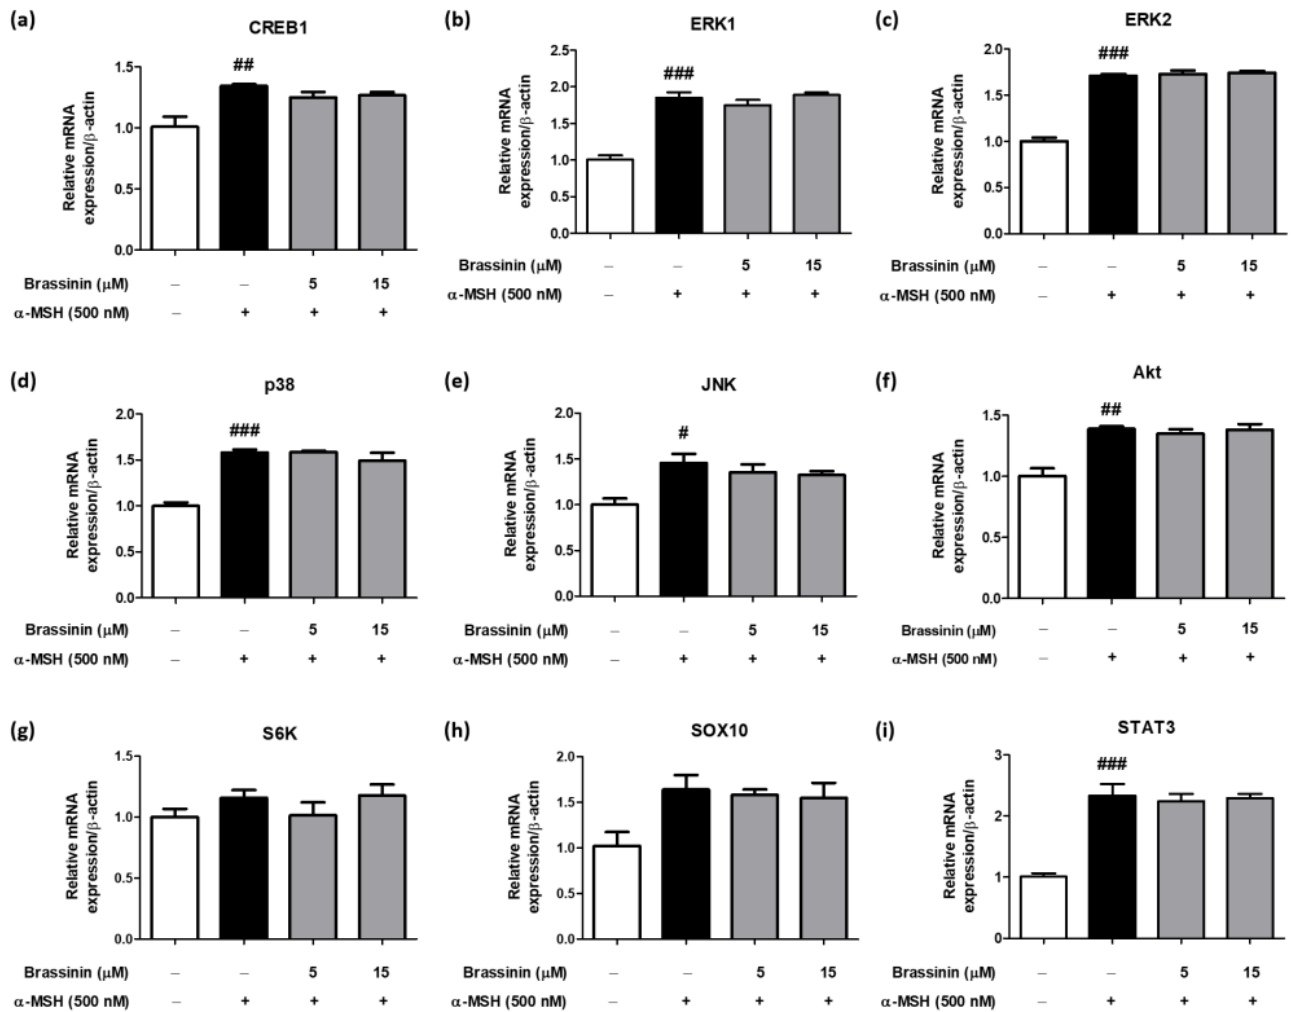 (a)
CREB1
Relative mRNA
expression/β-actin
1.5
1.0
0.5
0.0
##
Brassinin (μM) – – 5 15
α-MSH (500 nM) – + + +
(b)
ERK1
Relative mRNA
expression/β-actin
2.5
2.0
1.5
1.0
0.5
0.0
###
Brassinin (μM) – – 5 15
α-MSH (500 nM) – + + +
(c)
ERK2
Relative mRNA
expression/β-actin
2.0
1.5
1.0
0.5
0.0
###
Brassinin (μM) – – 5 15
α-MSH (500 nM) – + + +
(d)
p38
Relative mRNA
expression/β-actin
2.0
1.5
1.0
0.5
0.0
###
Brassinin (μM) – – 5 15
α-MSH (500 nM) – + + +
(e)
JNK
Relative mRNA
expression/β-actin
2.0
1.5
1.0
0.5
0.0
#
Brassinin (μM) – – 5 15
α-MSH (500 nM) – + + +
(f)
Akt
Relative mRNA
expression/β-actin
1.5
1.0
0.5
0.0
##
Brassinin (μM) – – 5 15
α-MSH (500 nM) – + + +
(g)
S6K
Relative mRNA
expression/β-actin
1.5
1.0
0.5
0.0
Brassinin (μM) – – 5 15
α-MSH (500 nM) – + + +
(h)
SOX10
Relative mRNA
expression/β-actin
2.0
1.5
1.0
0.5
0.0
Brassinin (μM) – – 5 15
α-MSH (500 nM) – + + +
(i)
STAT3
Relative mRNA
expression/β-actin
3
2
1
0
###
Brassinin (μM) – – 5 15
α-MSH (500 nM) – + + +